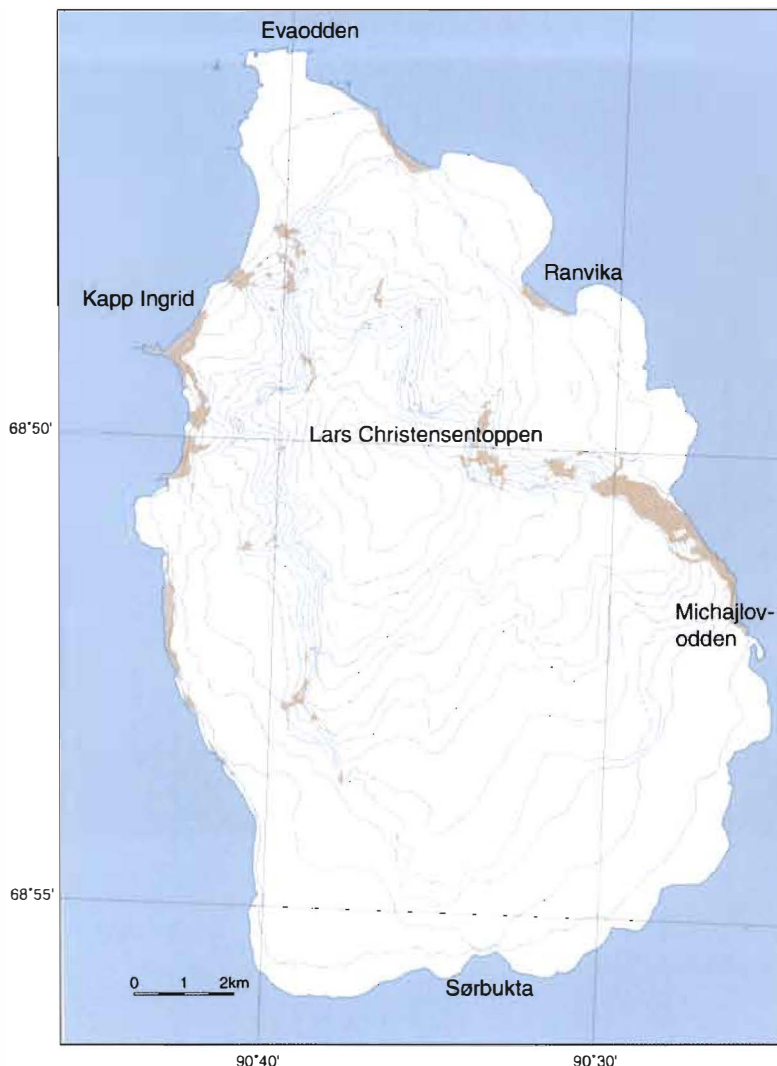 Evaodden
Ranvika
Kapp Ingrid
68°50'
Lars Christensentoppen
Michajlov-
odden
68°55'
0 1 2km
Sørbukta
90°40' 90°30'